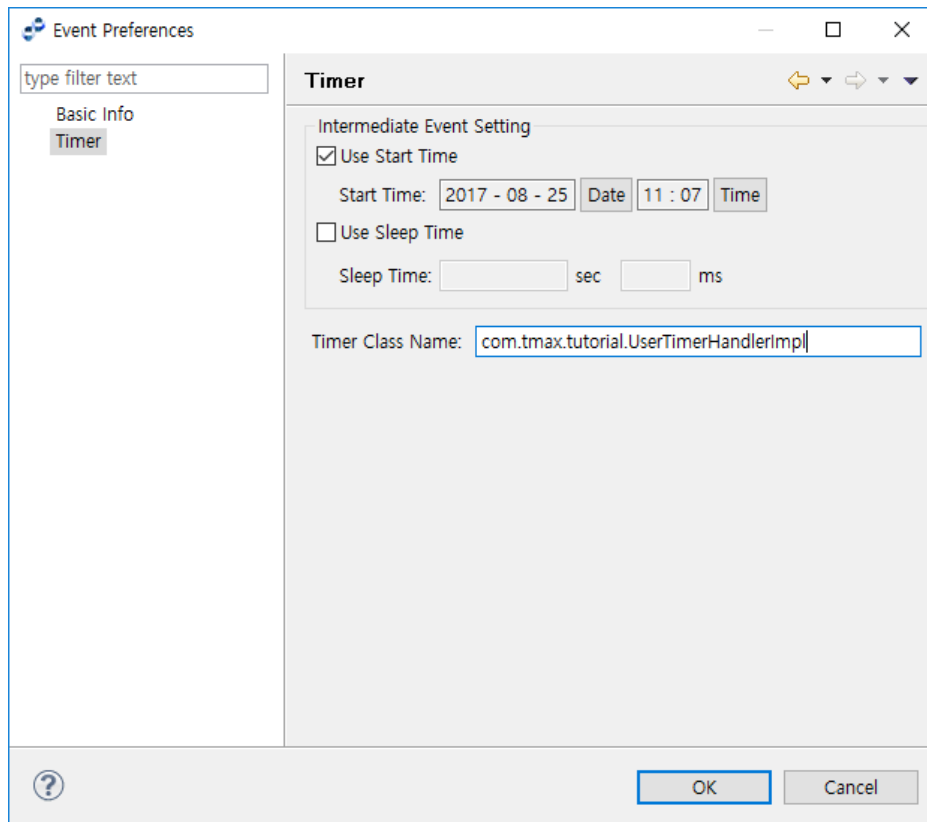 Event Preferences
type filter text
Basic Info
Timer
Timer
Intermediate Event Setting
Use Start Time
Start Time: 2017 - 08 - 25 Date 11 : 07 Time
Use Sleep Time
Sleep Time: sec ms
Timer Class Name: com.tmax.tutorial.UserTimerHandlerImpl
OK Cancel